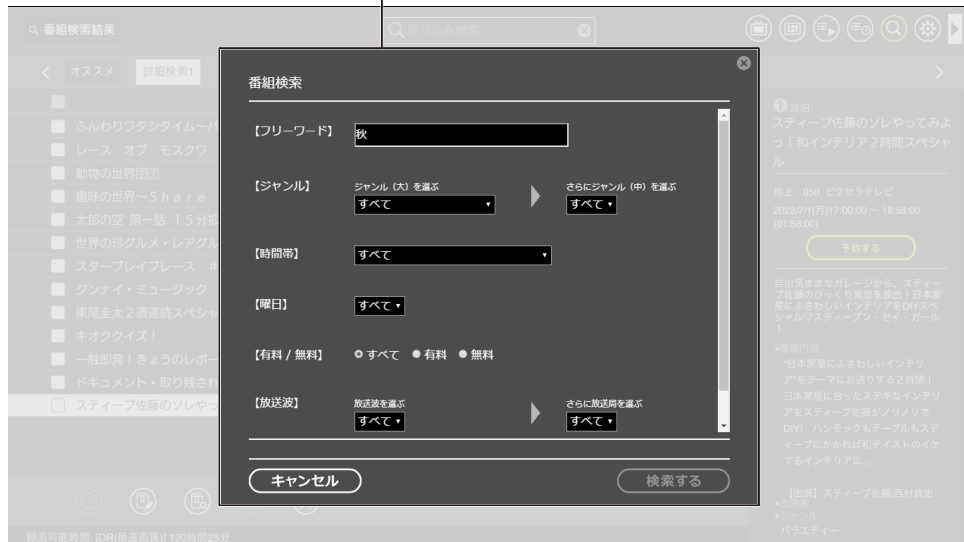 番組検索結果
絞り込み検索
オススメ 詳細検索1
ふんわりワタシタイム～パ
レース オブ モスクワ
動物の世界
趣味の世界～Ｓｈａｒｅ
太郎の空 第一話 １５分
世界の珍グルメ・レアグル
スタープレイプレース ＃
グンナイ・ミュージック
東尾圭太２週連続スペシャ
キオククイズ！
一触即発！きょうのレポー
ドキュメント・取り残され
スティーブ佐藤のソレやっ
録画可能時間: [DR(最高画質)] 120時間25分
番組検索
【フリーワード】 秋
【ジャンル】 ジャンル（大）を選ぶ さらにジャンル（中）を選ぶ
すべて すべて
【時間帯】 すべて
【曜日】 すべて
【有料 / 無料】 すべて 有料 無料
【放送波】 放送波を選ぶ さらに放送局を選ぶ
すべて すべて
キャンセル 検索する
詳細
スティーブ佐藤のソレやってみよ
っ！和インテリア２時間スペシャ
ル
地上 050 ピクセラテレビ
2022/7/1(月)17:00:00 ～ 18:58:00
(01:58:00)
予約する
自由気ままなガレージから、スティー
ブ佐藤のびっくり発想を放出！日本家
屋にふさわしいインテリアをDIYスペ
シャル▽スティーブン・セイ・ガール
！
●番組内容
“日本家屋にふさわしいインテリ
ア”をテーマにお送りする２時間！
日本家屋に合ったステキなインテリ
アをスティーブ佐藤がノリノリで
DIY! ハンモックもテーブルもステ
ィーブにかかれば和テイストのイケ
てるインテリアに...
【出演】スティーブ佐藤,西村貴史
●出演者
●ジャンル
バラエティー